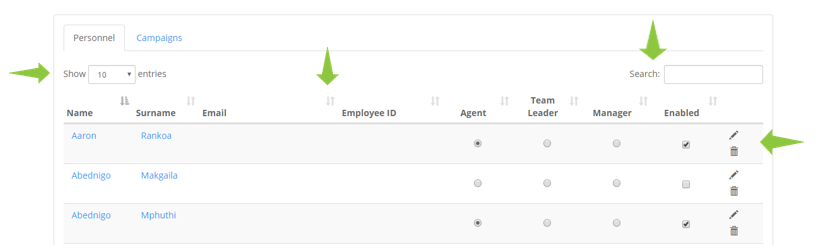 Personnel Campaigns
Show 10 entries Search:
Name Surname Email Employee ID Agent Team Leader Manager Enabled
Aaron Rankoa
Abednigo Makgaila
Abednigo Mphuthi